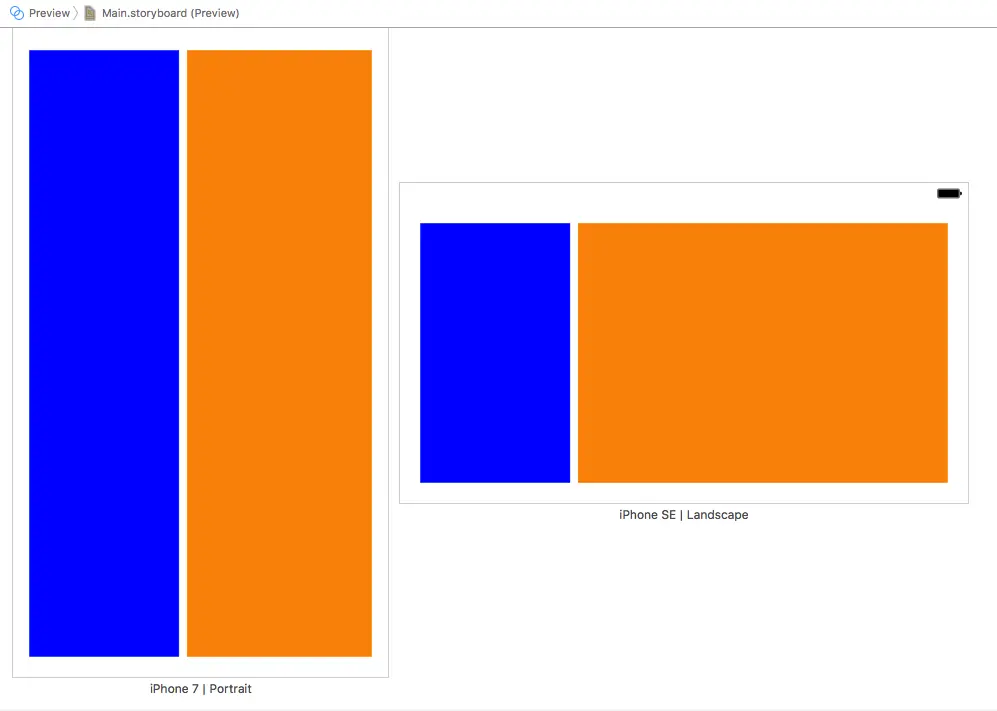 Preview 〉 Main.storyboard (Preview)
iPhone SE | Landscape
iPhone 7 | Portrait